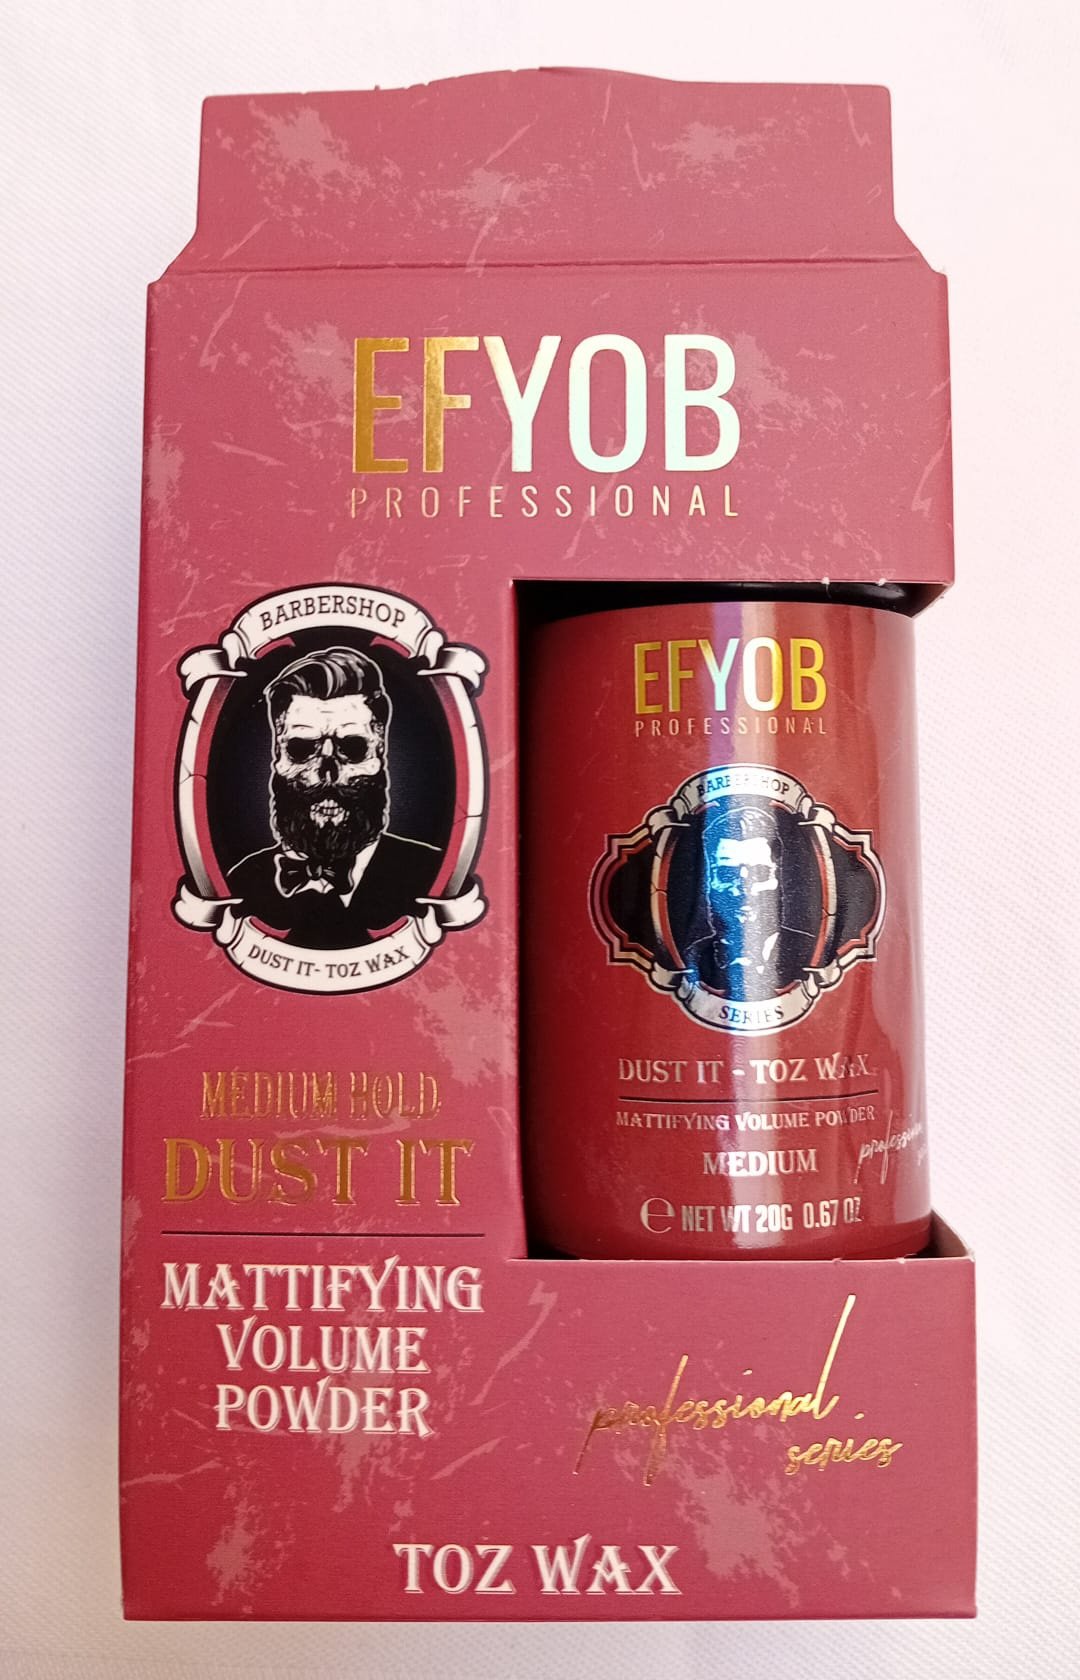 EFYOB
PROFESSIONAL
BARBERSHOP
DUST IT- TOZ WAX
MEDIUM HOLD
DUST IT
MATTIFYING
VOLUME
POWDER
EFYOB
PROFESSIONAL
BARBERSHOP
SERIES
DUST IT - TOZ WAX
MATTIFYING VOLUME POWDER
MEDIUM
℮ NET WT 20G 0.67 OZ
professional
series
TOZ WAX